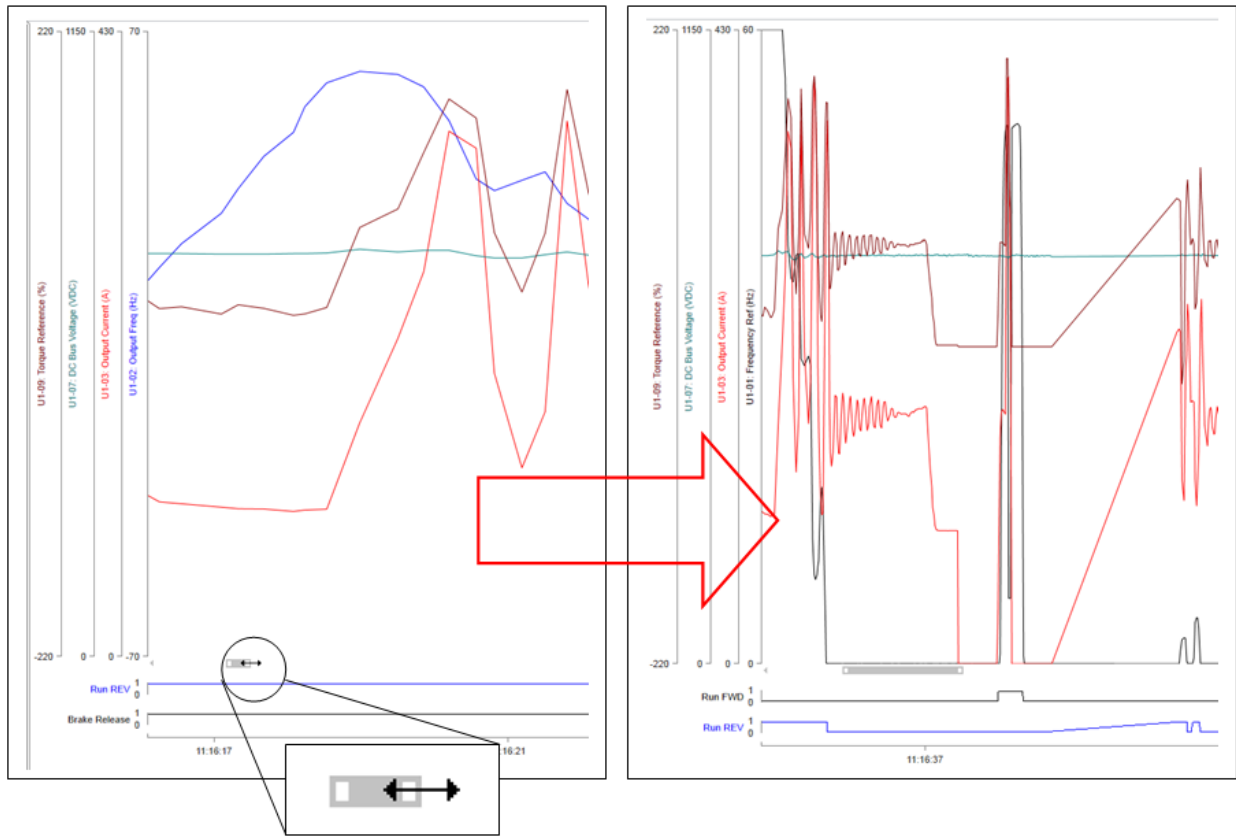 220
1150
430
70
U1-09: Torque Reference (%)
U1-07: DC Bus Voltage (VDC)
U1-03: Output Current (A)
U1-02: Output Freq (Hz)
-220
0
0
-70
Run REV
1
0
Brake Release
1
0
11:16:17
:16:21
220
1150
430
60
U1-09: Torque Reference (%)
U1-07: DC Bus Voltage (VDC)
U1-03: Output Current (A)
U1-01: Frequency Ref (Hz)
-220
0
0
0
Run FWD
1
0
Run REV
1
0
11:16:37